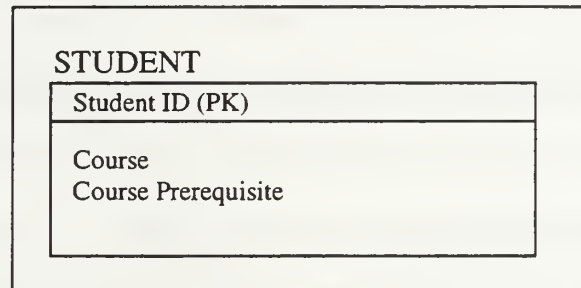 STUDENT
Student ID (PK)
Course
Course Prerequisite